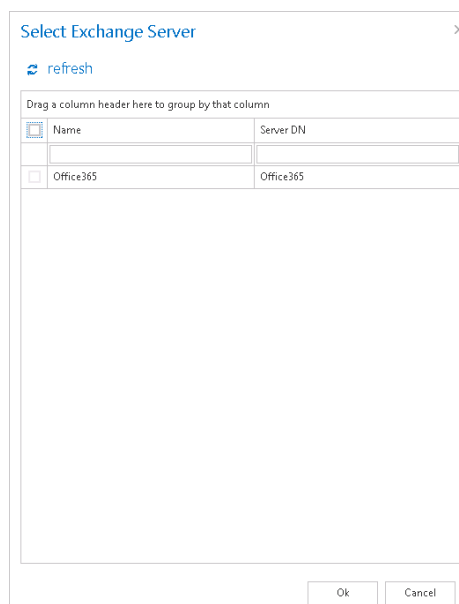 Select Exchange Server
refresh
Drag a column header here to group by that column
Name Server DN
Office365 Office365
Ok Cancel